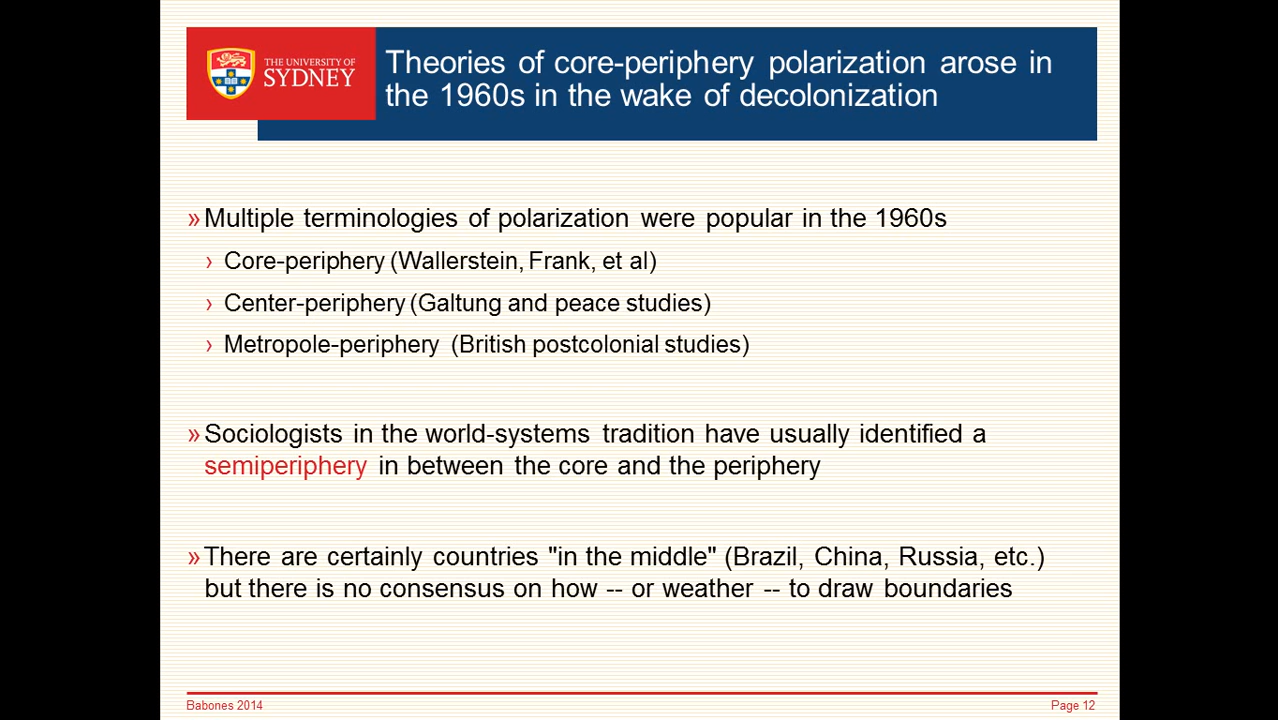 THE UNIVERSITY OF
SYDNEY
Theories of core-periphery polarization arose in
the 1960s in the wake of decolonization
» Multiple terminologies of polarization were popular in the 1960s
› Core-periphery (Wallerstein, Frank, et al)
› Center-periphery (Galtung and peace studies)
› Metropole-periphery (British postcolonial studies)
» Sociologists in the world-systems tradition have usually identified a
semiperiphery in between the core and the periphery
» There are certainly countries "in the middle" (Brazil, China, Russia, etc.)
but there is no consensus on how -- or weather -- to draw boundaries
Babones 2014
Page 12